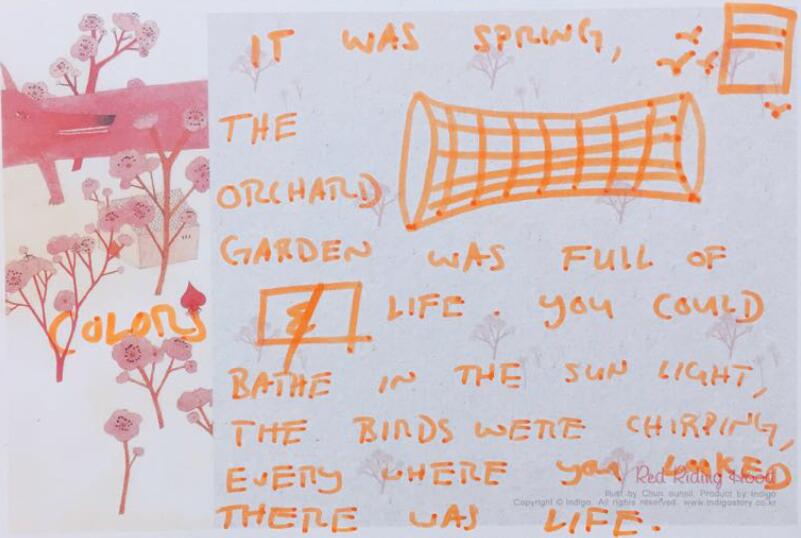 IT WAS SPRING,
THE
ORCHARD
GARDEN WAS FULL OF
COLORS & LIFE. YOU COULD
BATHE IN THE SUN LIGHT,
THE BIRDS WERE CHIRPING,
EVERY WHERE YOU LOOKED
Red Riding Hood
Illust by Chun eunsil. Product by Indigo
Copyright © Indigo. All rights reserved. www.indigostory.co.kr
THERE WAS LIFE.